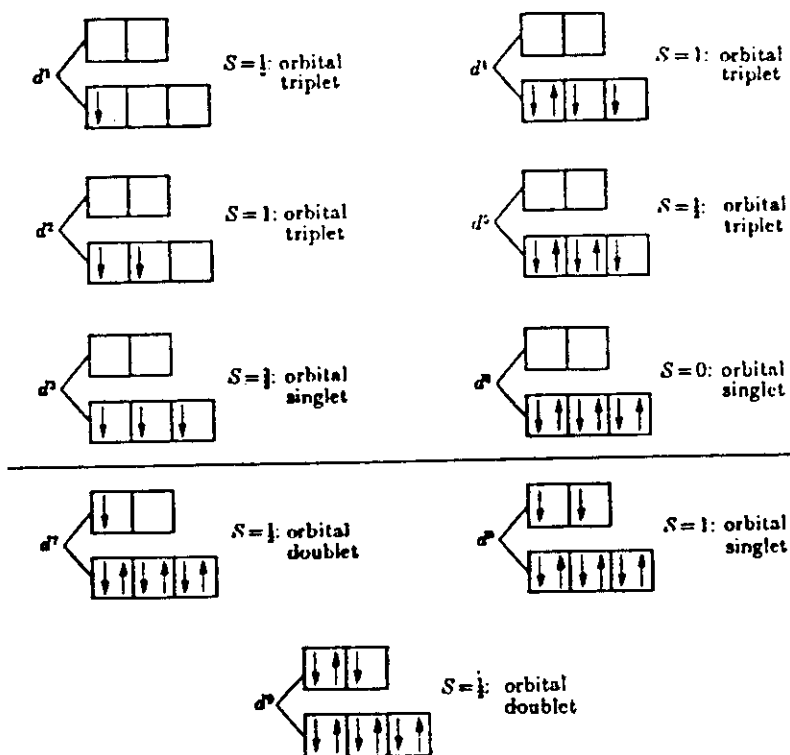 d¹
S = ½: orbital
triplet
d⁴
S = 1: orbital
triplet
d²
S = 1: orbital
triplet
d⁵
S = ½: orbital
triplet
d³
S = 3/2: orbital
singlet
d⁶
S = 0: orbital
singlet
d⁷
S = ½: orbital
doublet
d⁸
S = 1: orbital
singlet
d⁹
S = ½: orbital
doublet